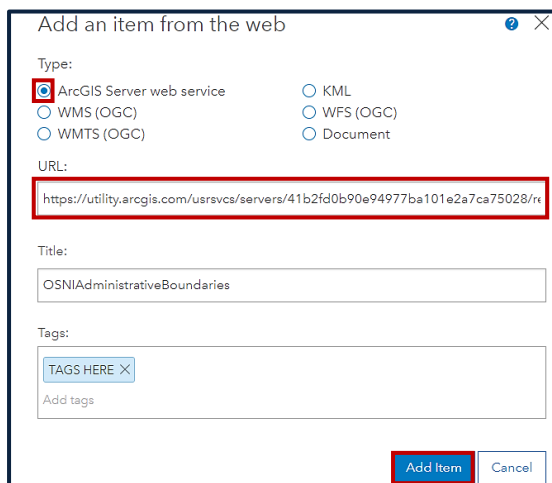 Add an item from the web
Type:
ArcGIS Server web service KML
WMS (OGC) WFS (OGC)
WMTS (OGC) Document
URL:
https://utility.arcgis.com/usrsvcs/servers/41b2fd0b90e94977ba101e2a7ca75028/re
Title:
OSNIAdministrativeBoundaries
Tags:
TAGS HERE
Add tags
Add Item Cancel